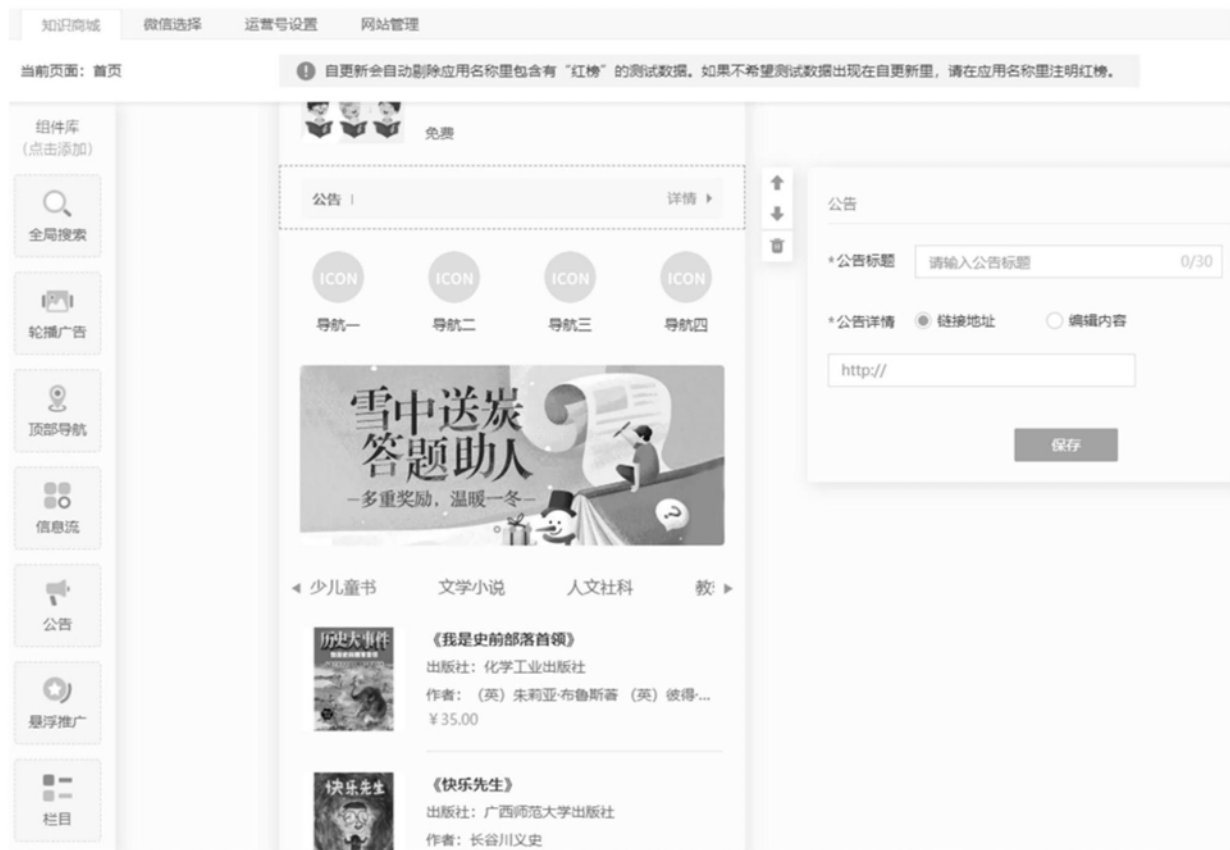 知识商城 微信选择 运营号设置 网站管理
当前页面：首页
自更新会自动剔除应用名称里包含有“红榜”的测试数据。如果不希望测试数据出现在自更新里，请在应用名称里注明红榜。
组件库
(点击添加)
全局搜索
轮播广告
顶部导航
信息流
公告
悬浮推广
栏目
免费
公告 详情
ICON ICON ICON ICON
导航一 导航二 导航三 导航四
雪中送炭
答题助人
—多重奖励，温暖一冬—
?
少儿童书 文学小说 人文社科
历史大事件
《我是史前部落首领》
出版社：化学工业出版社
作者：（英）朱莉亚·布鲁斯著 （英）彼得·...
¥35.00
快乐先生
《快乐先生》
出版社：广西师范大学出版社
作者：长谷川义史
公告
*公告标题 请输入公告标题 0/30
*公告详情 链接地址 编辑内容
http://
保存